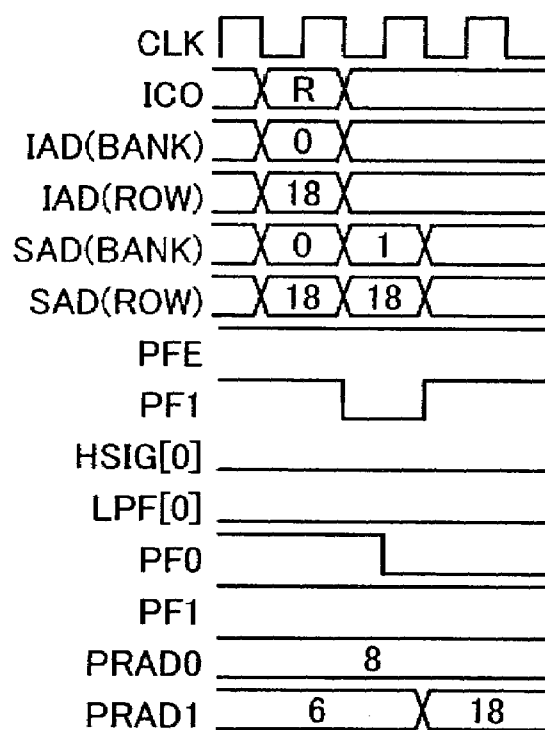 CLK
ICO R
IAD(BANK) 0
IAD(ROW) 18
SAD(BANK) 0 1
SAD(ROW) 18 18
PFE
PF1
HSIG[0]
LPF[0]
PF0
PF1
PRAD0 8
PRAD1 6 18